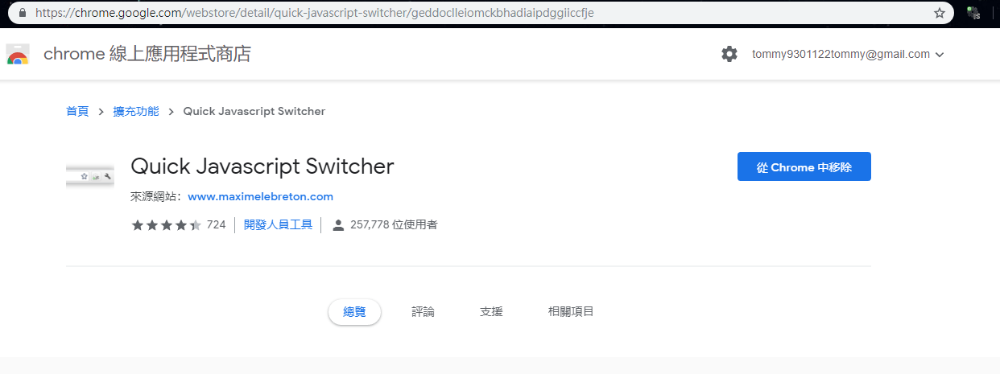 https://chrome.google.com/webstore/detail/quick-javascript-switcher/geddoclleiomckbhadiaipdggiiccfje
chrome 線上應用程式商店 tommy9301122tommy@gmail.com
首頁 擴充功能 Quick Javascript Switcher
Quick Javascript Switcher 從 Chrome 中移除
來源網站: www.maximelebreton.com
724 開發人員工具 257,778 位使用者
總覽 評論 支援 相關項目